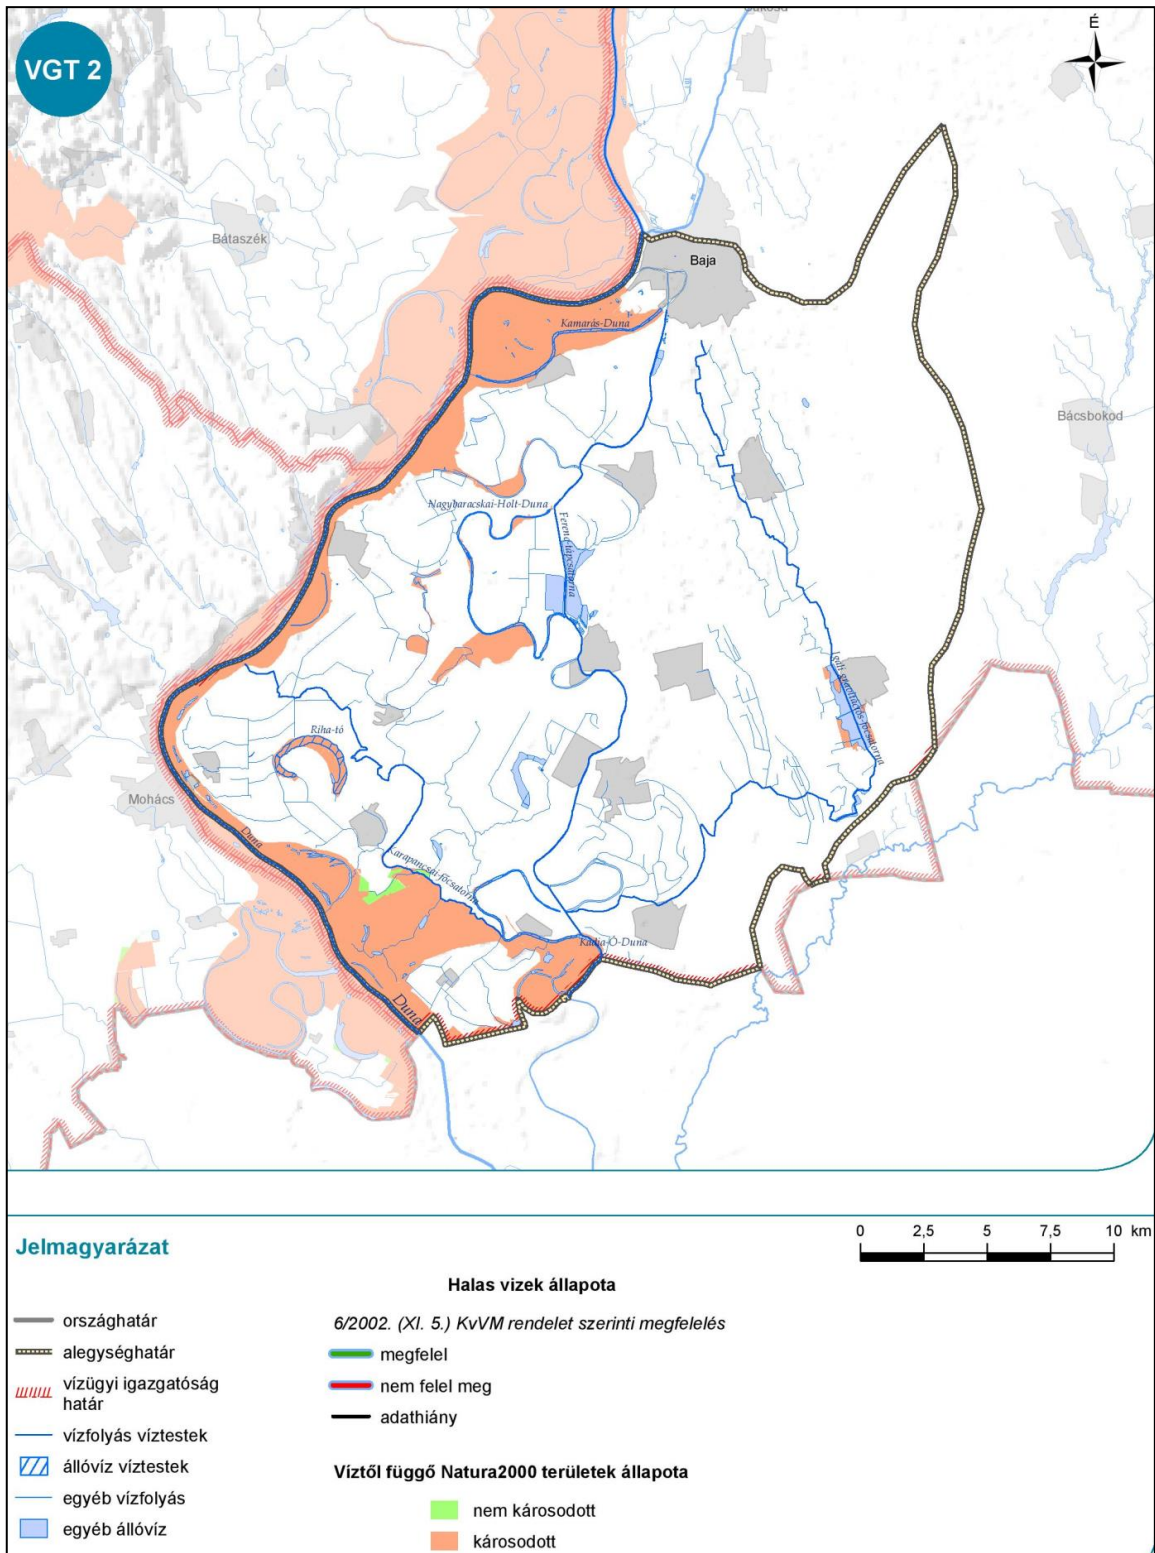 VGT 2
É
Bátaszék
Baja
Kamarás-Duna
Bácsbokod
Nagybaracskai-Holt-Duna
Ferenc-tápcsatorna
Riha-tó
Mohács
Duna
Karapancsai-főcsatorna
Kadia-Ó-Duna
Duna
0 2,5 5 7,5 10 km
Jelmagyarázat
országhatár
alegységhatár
vízügyi igazgatóság
határ
vízfolyás víztestek
állóvíz víztestek
egyéb vízfolyás
egyéb állóvíz
Halas vizek állapota
6/2002. (XI. 5.) KvVM rendelet szerinti megfelelés
megfelel
nem felel meg
adathiány
Víztől függő Natura2000 területek állapota
nem károsodott
károsodott